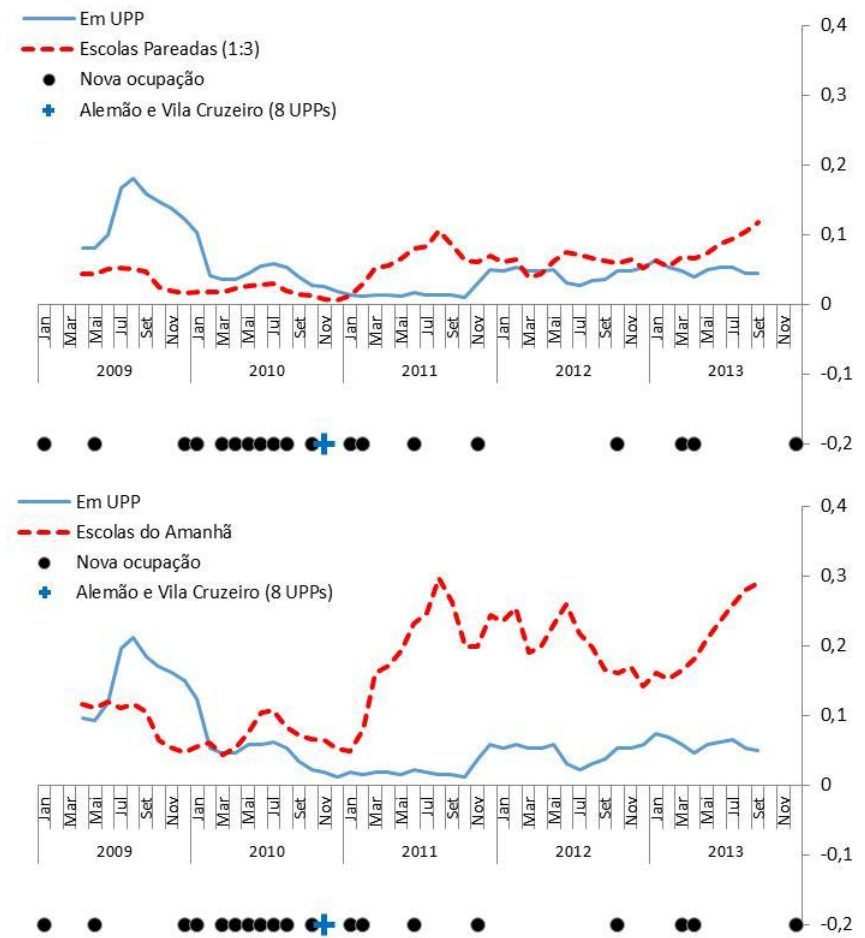 Em UPP
Escolas Pareadas (1:3)
Nova ocupação
Alemão e Vila Cruzeiro (8 UPPs)
0,4
0,3
0,2
0,1
0
-0,1
-0,2
Jan Mar Mai Jul Set Nov Jan Mar Mai Jul Set Nov Jan Mar Mai Jul Set Nov Jan Mar Mai Jul Set Nov Jan Mar Mai Jul Set Nov
2009 2010 2011 2012 2013
Em UPP
Escolas do Amanhã
Nova ocupação
Alemão e Vila Cruzeiro (8 UPPs)
0,4
0,3
0,2
0,1
0
-0,1
-0,2
Jan Mar Mai Jul Set Nov Jan Mar Mai Jul Set Nov Jan Mar Mai Jul Set Nov Jan Mar Mai Jul Set Nov Jan Mar Mai Jul Set Nov
2009 2010 2011 2012 2013